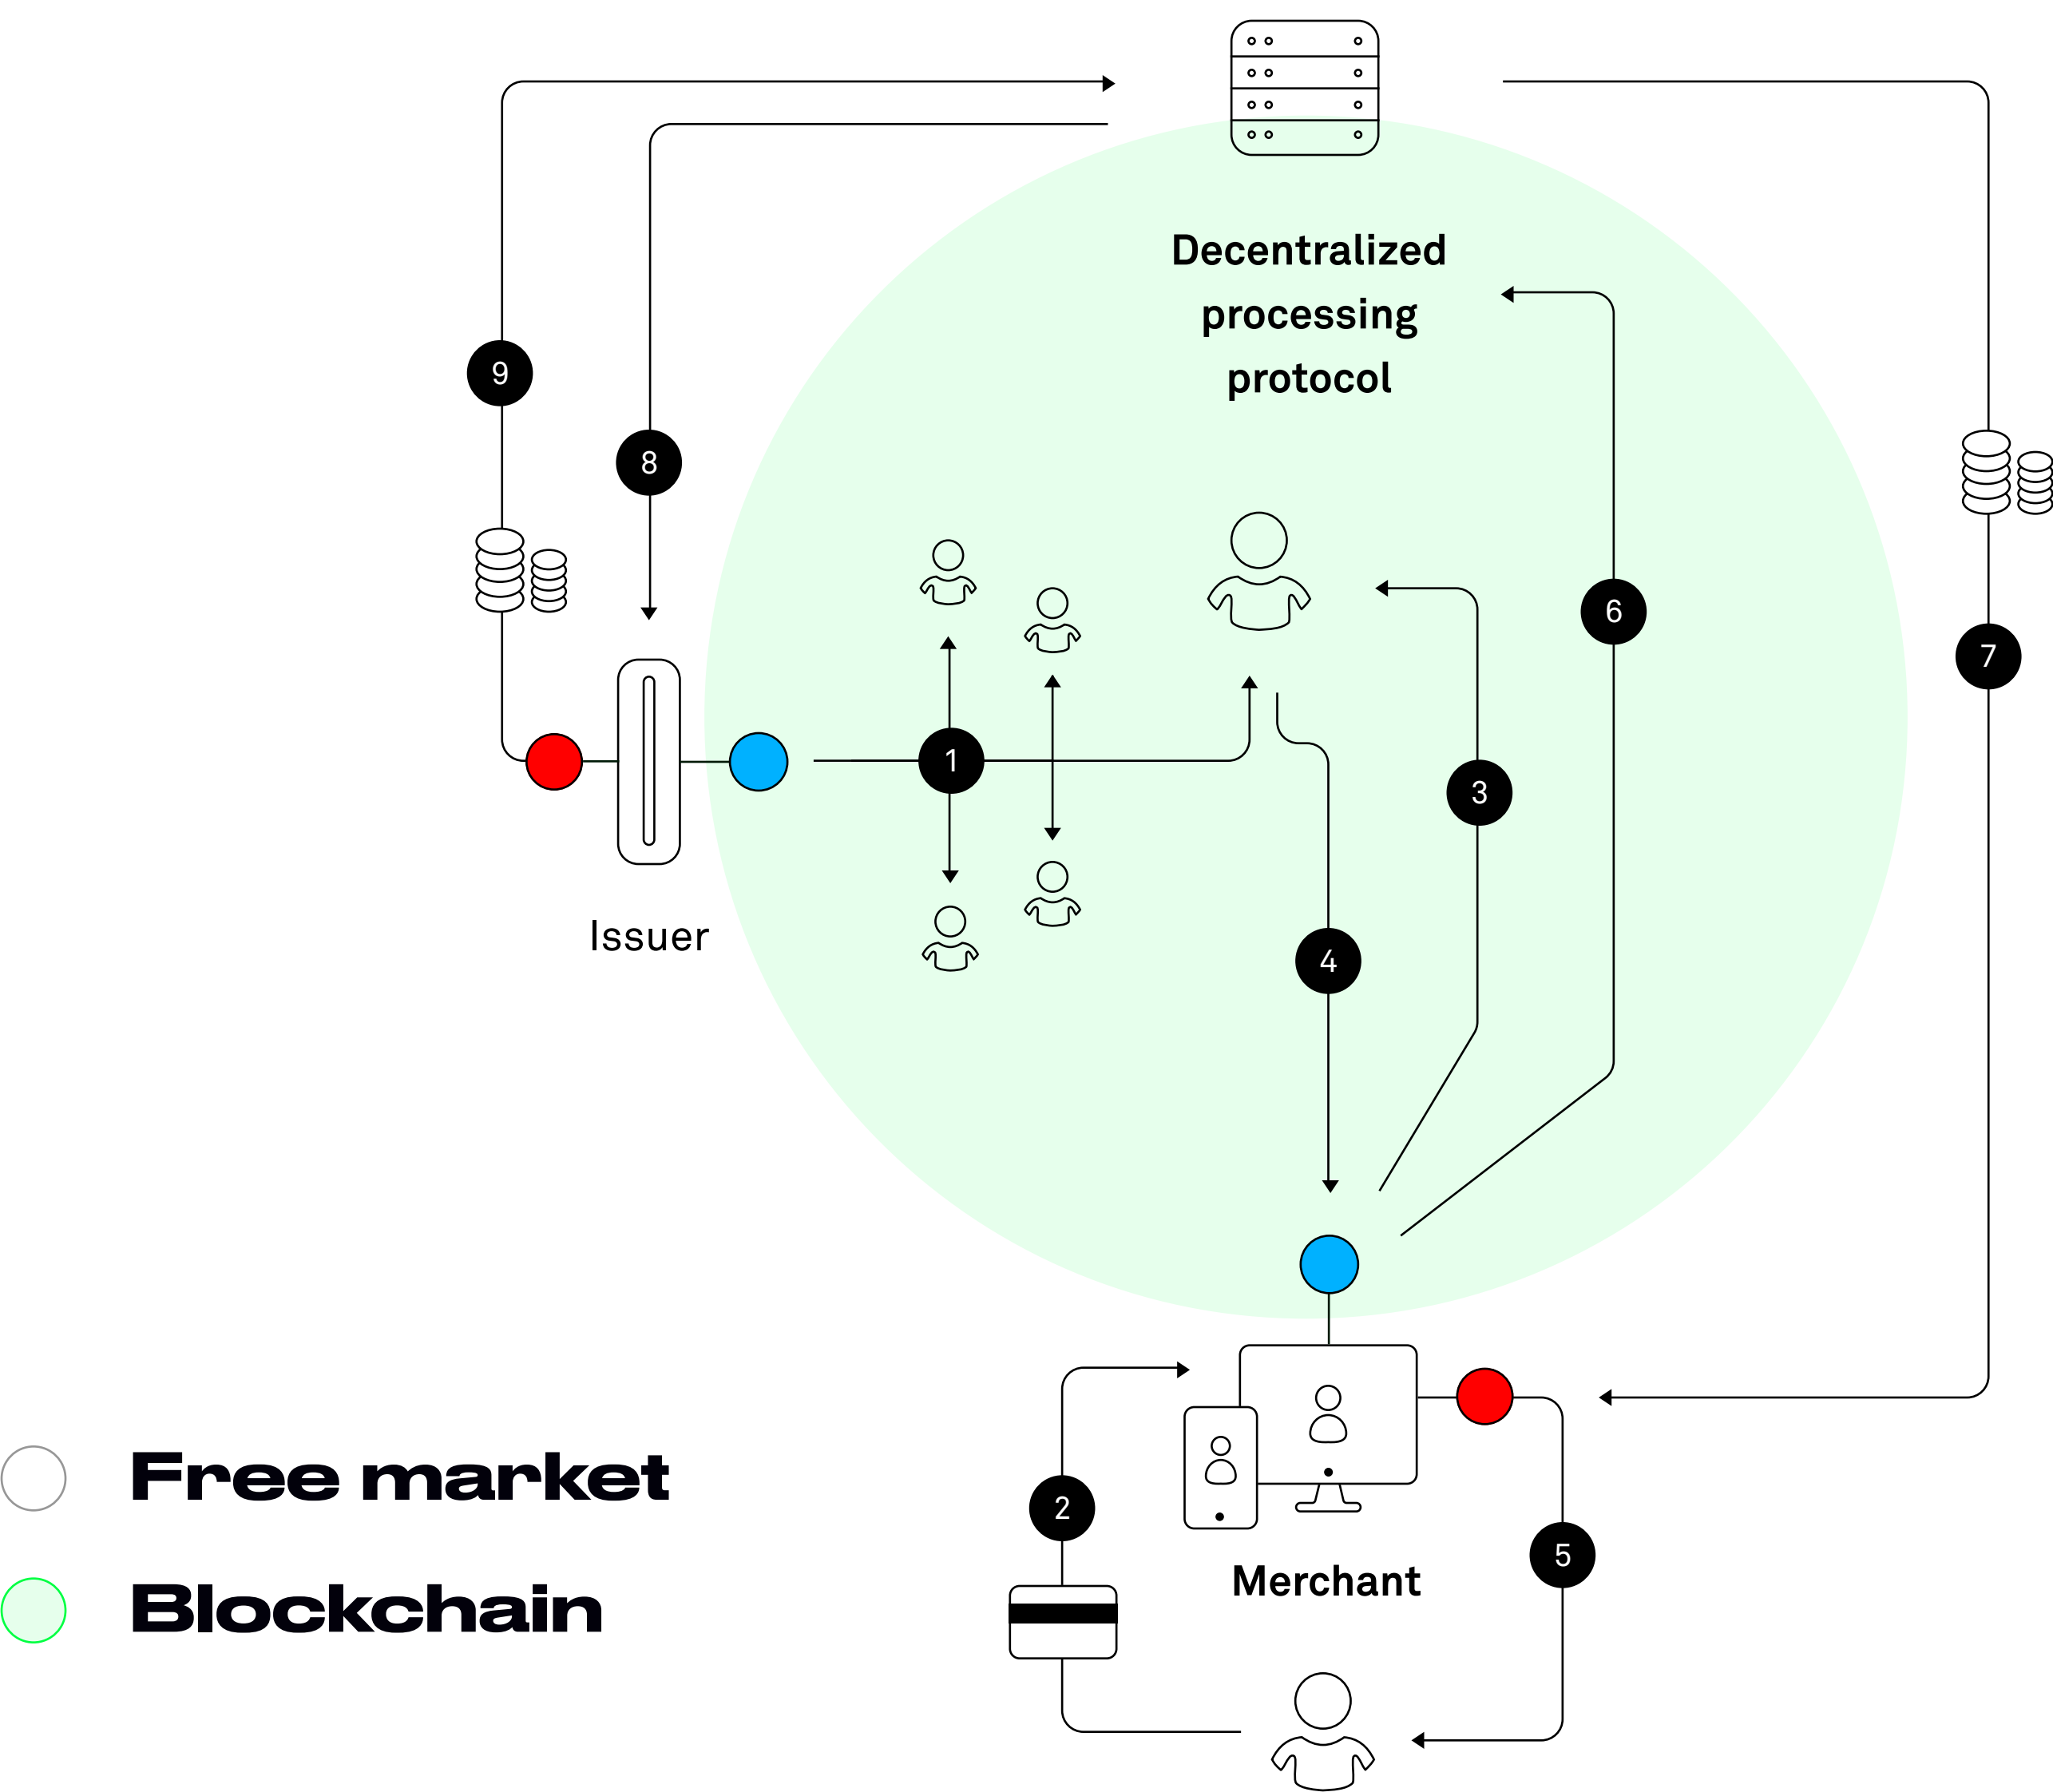 Decentralized
processing
protocol
9
8
6
7
1
3
4
Issuer
2
5
Merchant
Free market
Blockchain